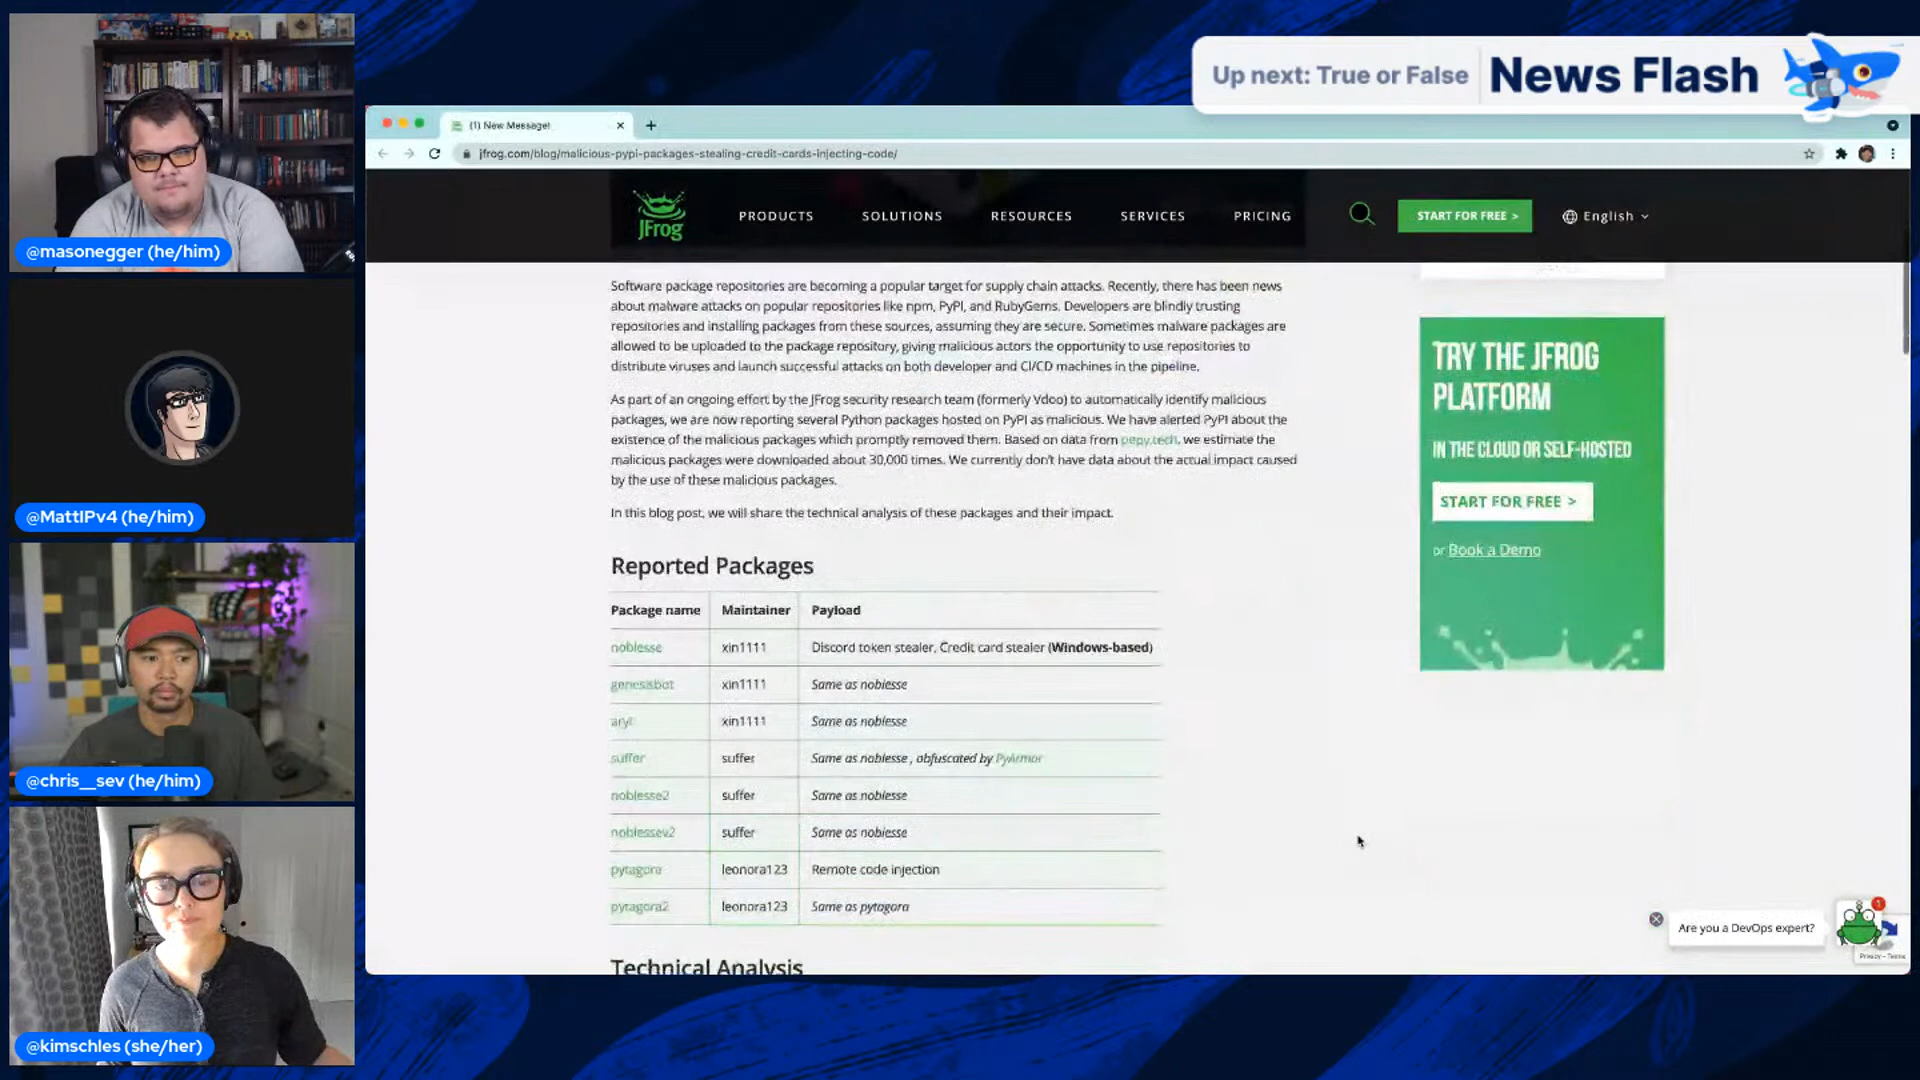 Up next: True or False
News Flash
(1) New Message!
jfrog.com/blog/malicious-pypi-packages-stealing-credit-cards-injecting-code/
JFrog
PRODUCTS
SOLUTIONS
RESOURCES
SERVICES
PRICING
START FOR FREE >
English
Software package repositories are becoming a popular target for supply chain attacks. Recently, there has been news
about malware attacks on popular repositories like npm, PyPI, and RubyGems. Developers are blindly trusting
repositories and installing packages from these sources, assuming they are secure. Sometimes malware packages are
allowed to be uploaded to the package repository, giving malicious actors the opportunity to use repositories to
distribute viruses and launch successful attacks on both developer and CI/CD machines in the pipeline.
As part of an ongoing effort by the JFrog security research team (formerly Vdoo) to automatically identify malicious
packages, we are now reporting several Python packages hosted on PyPI as malicious. We have alerted PyPI about the
existence of the malicious packages which promptly removed them. Based on data from pepy.tech, we estimate the
malicious packages were downloaded about 30,000 times. We currently don't have data about the actual impact caused
by the use of these malicious packages.
In this blog post, we will share the technical analysis of these packages and their impact.
Reported Packages
Package name Maintainer Payload
noblesse xin1111 Discord token stealer, Credit card stealer (Windows-based)
genesisbot xin1111 Same as noblesse
aryi xin1111 Same as noblesse
suffer suffer Same as noblesse , obfuscated by PyArmor
noblesse2 suffer Same as noblesse
noblessev2 suffer Same as noblesse
pytagora leonora123 Remote code injection
pytagora2 leonora123 Same as pytagora
Technical Analysis
TRY THE JFROG
PLATFORM
IN THE CLOUD OR SELF-HOSTED
START FOR FREE >
or Book a Demo
Are you a DevOps expert?
1
Privacy - Terms
@masonegger (he/him)
@MattIPv4 (he/him)
@chris__sev (he/him)
@kimschles (she/her)